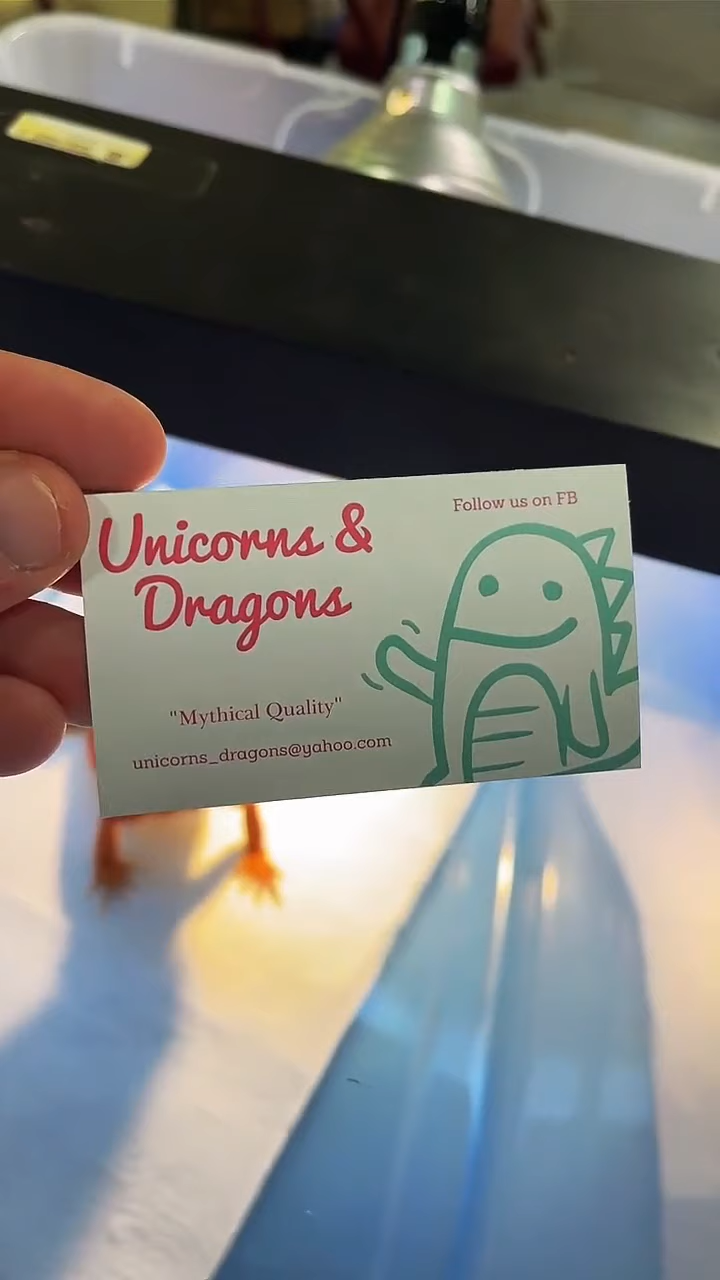 Follow us on FB
Unicorns &
Dragons
"Mythical Quality"
unicorns_dragons@yahoo.com